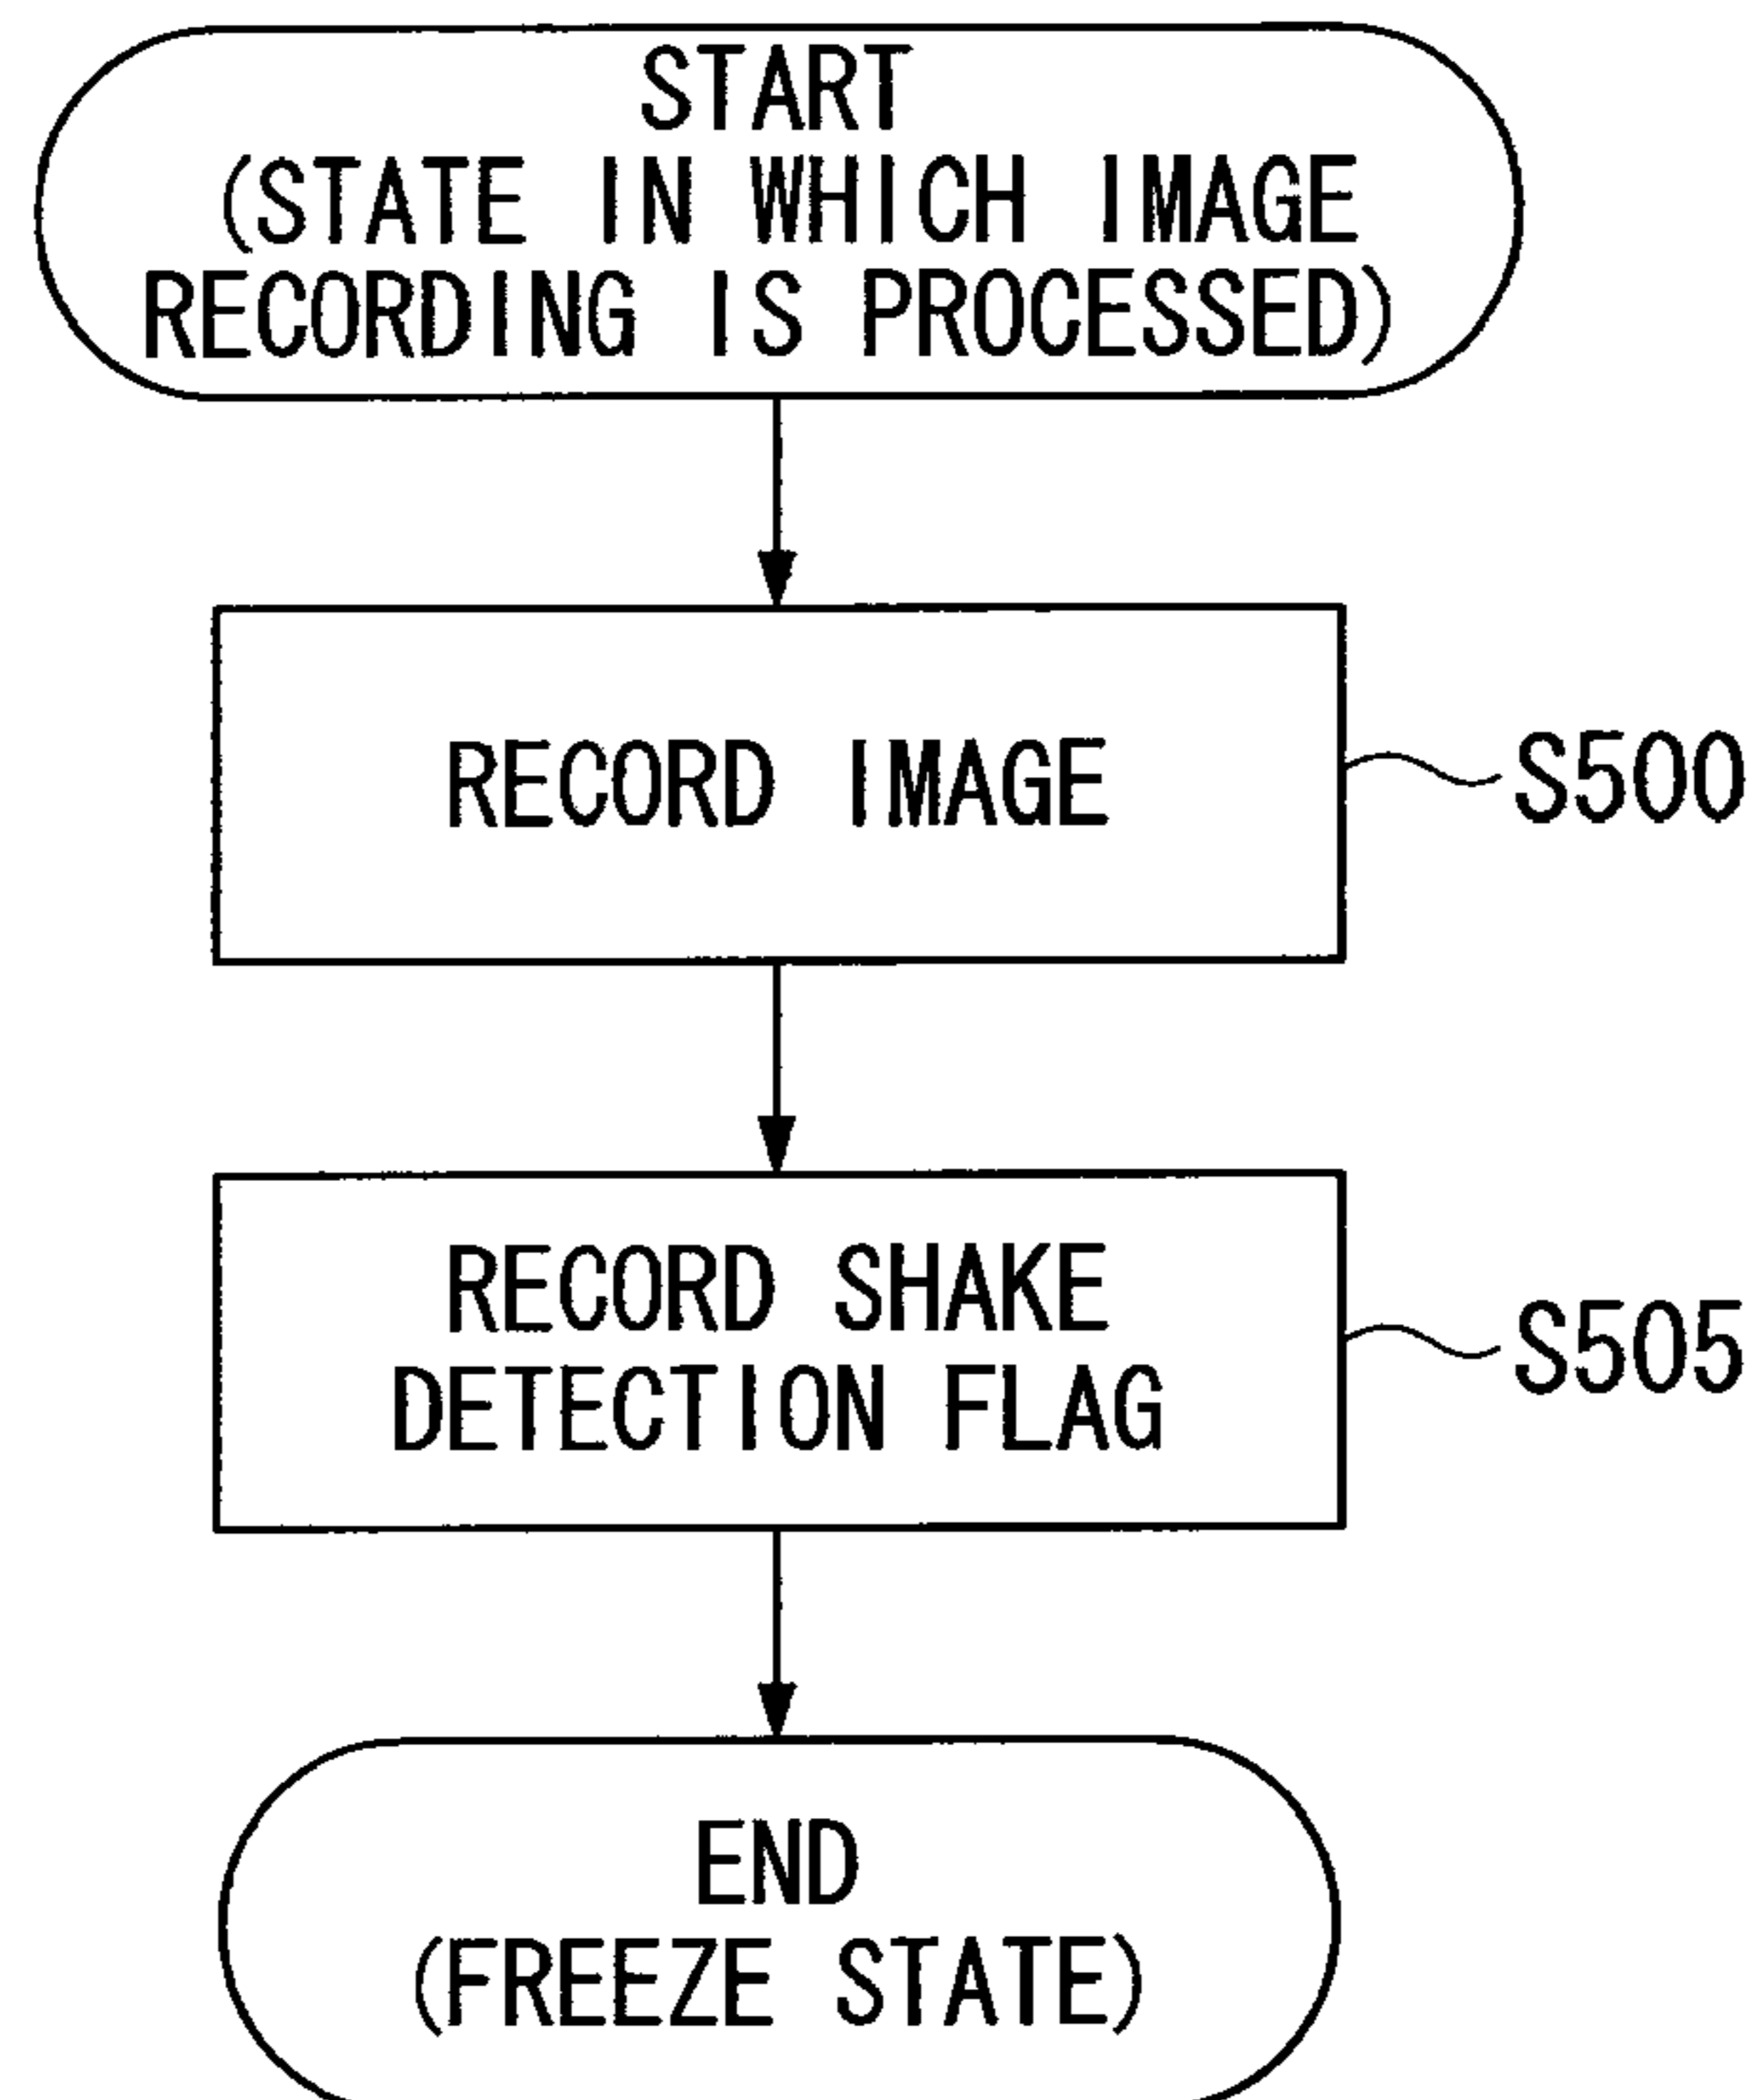 START
(STATE IN WHICH IMAGE
RECORDING IS PROCESSED)
RECORD IMAGE
S500
RECORD SHAKE
DETECTION FLAG
S505
END
(FREEZE STATE)